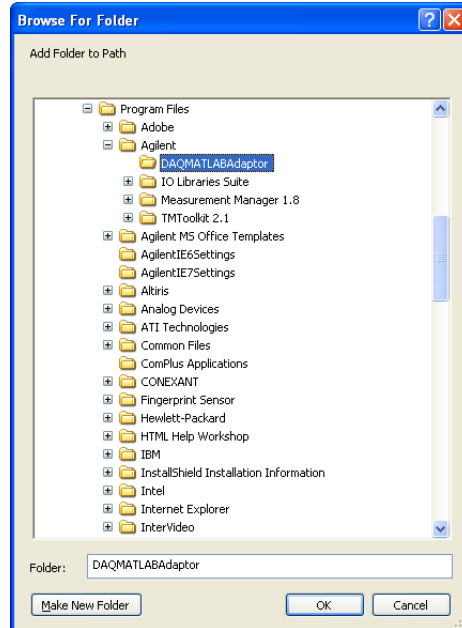 Browse For Folder
Add Folder to Path
Program Files
Adobe
Agilent
DAQMATLABAdaptor
IO Libraries Suite
Measurement Manager 1.8
TMToolkit 2.1
Agilent MS Office Templates
AgilentIE6Settings
AgilentIE7Settings
Altiris
Analog Devices
ATI Technologies
Common Files
ComPlus Applications
CONEXANT
Fingerprint Sensor
Hewlett-Packard
HTML Help Workshop
IBM
InstallShield Installation Information
Intel
Internet Explorer
InterVideo
Folder: DAQMATLABAdaptor
Make New Folder OK Cancel